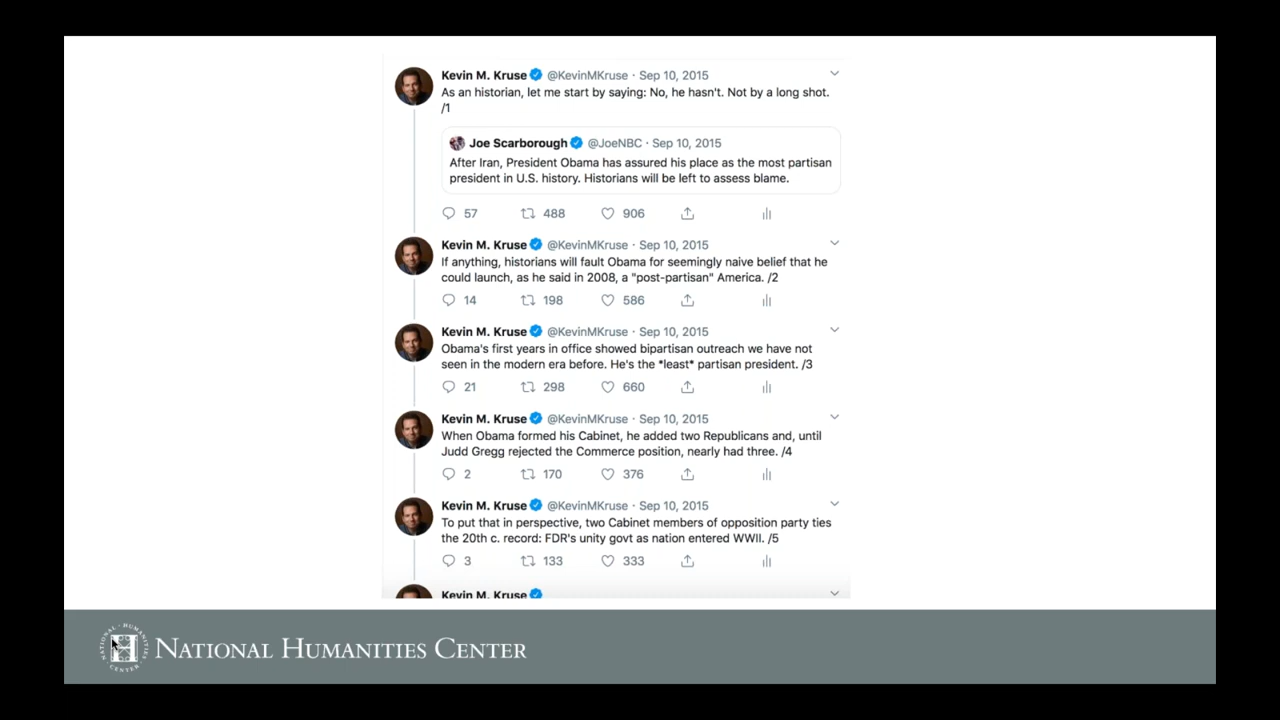 Kevin M. Kruse @KevinMKruse · Sep 10, 2015
As an historian, let me start by saying: No, he hasn't. Not by a long shot.
/1
Joe Scarborough @JoeNBC · Sep 10, 2015
After Iran, President Obama has assured his place as the most partisan
president in U.S. history. Historians will be left to assess blame.
57 488 906
Kevin M. Kruse @KevinMKruse · Sep 10, 2015
If anything, historians will fault Obama for seemingly naive belief that he
could launch, as he said in 2008, a "post-partisan" America. /2
14 198 586
Kevin M. Kruse @KevinMKruse · Sep 10, 2015
Obama's first years in office showed bipartisan outreach we have not
seen in the modern era before. He's the *least* partisan president. /3
21 298 660
Kevin M. Kruse @KevinMKruse · Sep 10, 2015
When Obama formed his Cabinet, he added two Republicans and, until
Judd Gregg rejected the Commerce position, nearly had three. /4
2 170 376
Kevin M. Kruse @KevinMKruse · Sep 10, 2015
To put that in perspective, two Cabinet members of opposition party ties
the 20th c. record: FDR's unity govt as nation entered WWII. /5
3 133 333
Kevin M. Kruse
NATIONAL HUMANITIES CENTER